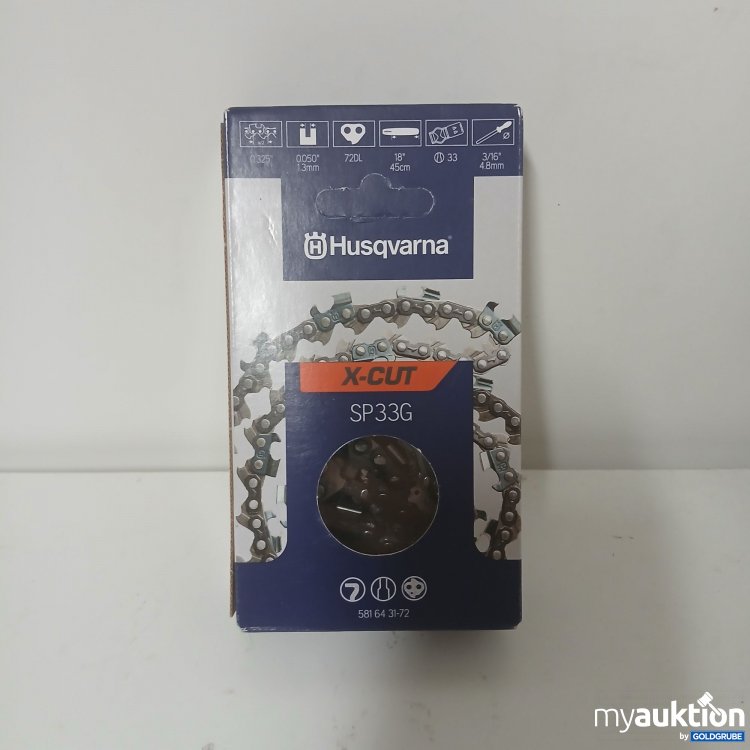 0.325"
0.050"
1.3mm
72DL
18"
45cm
33
3/16"
4.8mm
Husqvarna
X-CUT
SP33G
581 64 31-72
myauktion
by GOLDGRUBE